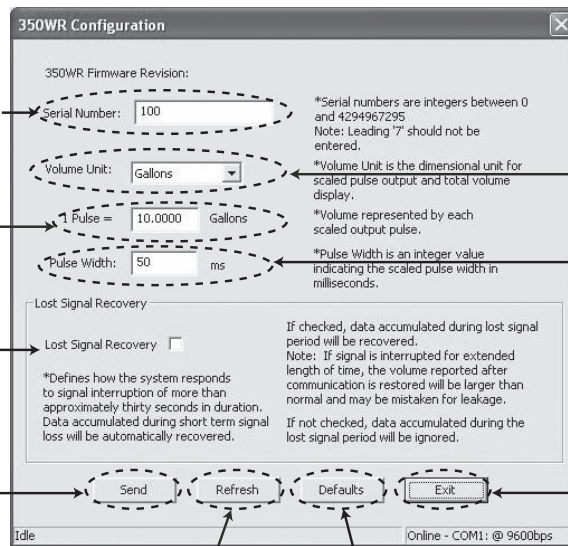 350WR Configuration
350WR Firmware Revision:
Serial Number: 100
*Serial numbers are integers between 0
and 4294967295
Note: Leading '7' should not be
entered.
Volume Unit: Gallons
*Volume Unit is the dimensional unit for
scaled pulse output and total volume
display.
1 Pulse = 10.0000 Gallons
*Volume represented by each
scaled output pulse.
Pulse Width: 50 ms
*Pulse Width is an integer value
indicating the scaled pulse width in
milliseconds.
Lost Signal Recovery
Lost Signal Recovery
*Defines how the system responds
to signal interruption of more than
approximately thirty seconds in duration.
Data accumulated during short term signal
loss will be automatically recovered.
If checked, data accumulated during lost signal
period will be recovered.
Note: If signal is interrupted for extended
length of time, the volume reported after
communication is restored will be larger than
normal and may be mistaken for leakage.
If not checked, data accumulated during the
lost signal period will be ignored.
Send Refresh Defaults Exit
Idle Online - COM1: @ 9600bps